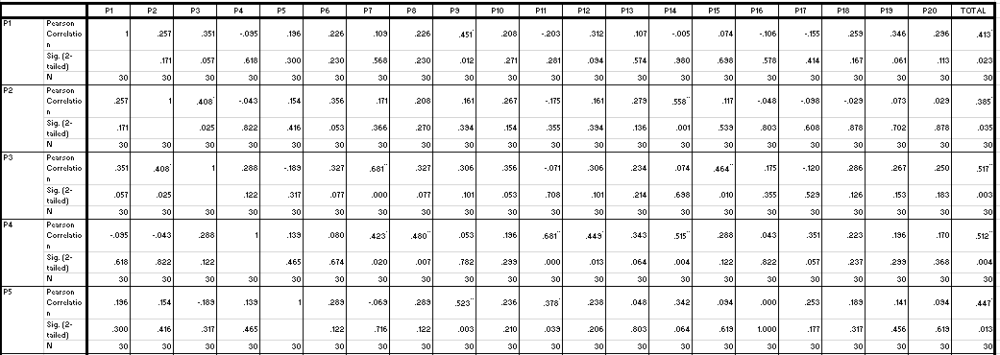 P1 P2 P3 P4 P5 P6 P7 P8 P9 P10 P11 P12 P13 P14 P15 P16 P17 P18 P19 P20 TOTAL
P1 Pearson Correlatio n 1 .257 .351 -.095 .196 .226 .109 .226 .451* .208 -.203 .312 .107 -.005 .074 -.106 -.155 .259 .346 .296 .413*
Sig. (2-tailed) .171 .057 .618 .300 .230 .568 .230 .012 .271 .281 .094 .574 .980 .698 .578 .414 .167 .061 .113 .023
N 30 30 30 30 30 30 30 30 30 30 30 30 30 30 30 30 30 30 30 30 30
P2 Pearson Correlatio n .257 1 .408* -.043 .154 .356 .171 .208 .161 .267 -.175 .161 .279 .558** .117 -.048 -.098 -.029 .073 .029 .385*
Sig. (2-tailed) .171 .025 .822 .416 .053 .366 .270 .394 .154 .355 .394 .136 .001 .539 .803 .608 .878 .702 .878 .035
N 30 30 30 30 30 30 30 30 30 30 30 30 30 30 30 30 30 30 30 30 30
P3 Pearson Correlatio n .351 .408* 1 .288 -.189 .327 .681** .327 .306 .356 -.071 .306 .234 .074 .464** .175 -.120 .286 .267 .250 .517**
Sig. (2-tailed) .057 .025 .122 .317 .077 .000 .077 .101 .053 .708 .101 .214 .698 .010 .355 .529 .126 .153 .183 .003
N 30 30 30 30 30 30 30 30 30 30 30 30 30 30 30 30 30 30 30 30 30
P4 Pearson Correlatio n -.095 -.043 .288 1 .139 .080 .423* .480** .053 .196 .681** .449* .343 .515** .288 .043 .351 .223 .196 .170 .512**
Sig. (2-tailed) .618 .822 .122 .465 .674 .020 .007 .782 .299 .000 .013 .064 .004 .122 .822 .057 .237 .299 .368 .004
N 30 30 30 30 30 30 30 30 30 30 30 30 30 30 30 30 30 30 30 30 30
P5 Pearson Correlatio n .196 .154 -.189 .139 1 .289 -.069 .289 .523** .236 .378* .238 .048 .342 .094 .000 .253 .189 .141 .094 .447*
Sig. (2-tailed) .300 .416 .317 .465 .122 .716 .122 .003 .210 .039 .206 .803 .064 .619 1.000 .177 .317 .456 .619 .013
N 30 30 30 30 30 30 30 30 30 30 30 30 30 30 30 30 30 30 30 30 30